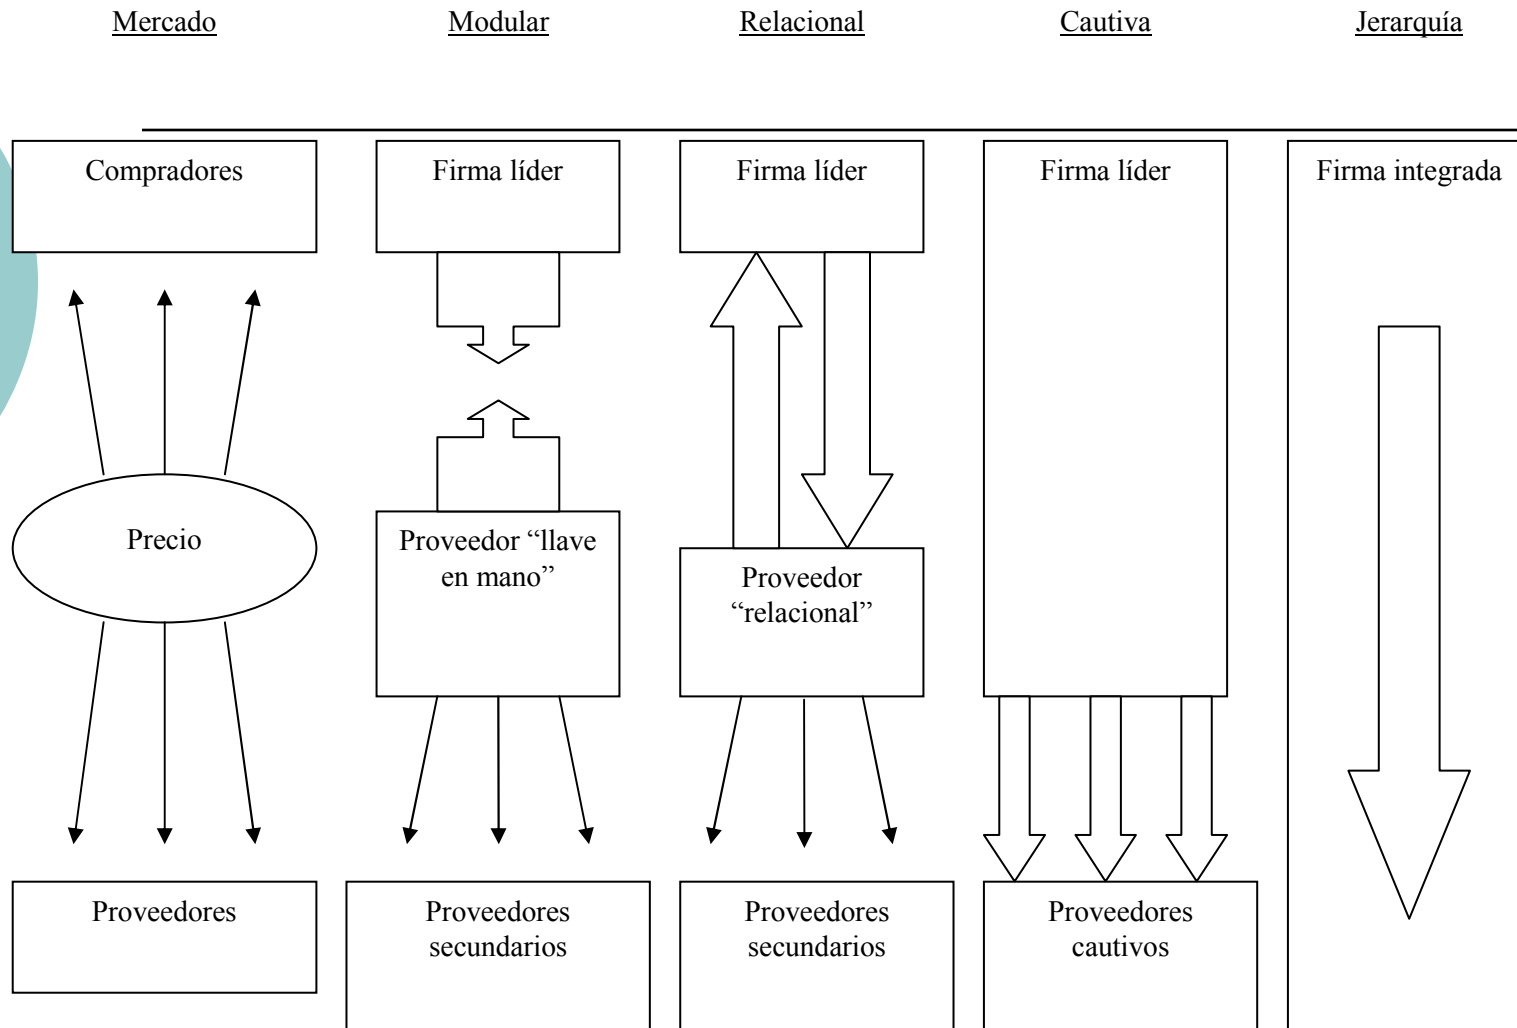 Mercado
Modular
Relacional
Cautiva
Jerarquía
Compradores
Firma líder
Firma líder
Firma líder
Firma integrada
Precio
Proveedor “llave
en mano”
Proveedor
“relacional”
Proveedores
Proveedores
secundarios
Proveedores
secundarios
Proveedores
cautivos